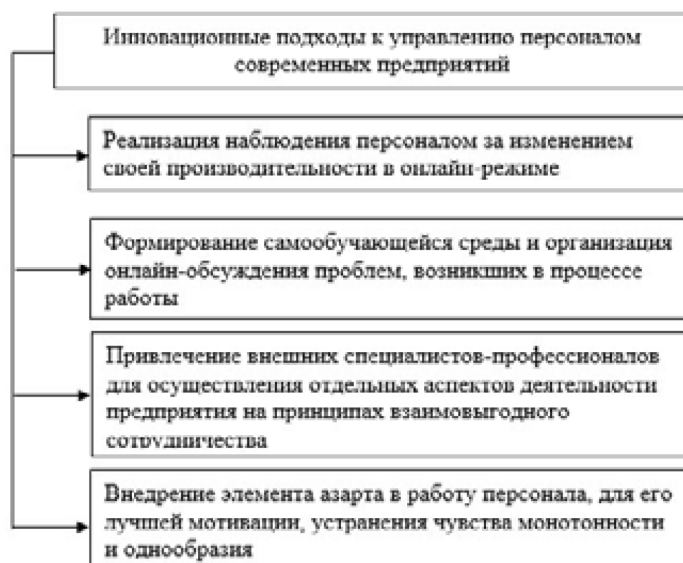 Инновационные подходы к управлению персоналом
современных предприятий
Реализация наблюдения персоналом за изменением
своей производительности в онлайн-режиме
Формирование самообучающейся среды и организация
онлайн-обсуждения проблем, возникших в процессе
работы
Привлечение внешних специалистов-профессионалов
для осуществления отдельных аспектов деятельности
предприятия на принципах взаимовыгодного
сотрудничества
Внедрение элемента азарта в работу персонала, для его
лучшей мотивации, устранения чувства монотонности
и однообразия